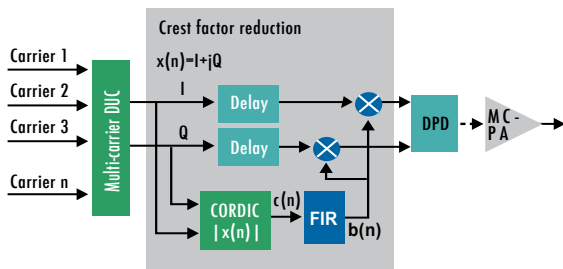 Crest factor reduction
x(n)=I+jQ
Carrier 1
Carrier 2
Carrier 3
Carrier n
Multi-carrier DUC
I
Delay
Q
Delay
CORDIC
|x(n)|
c(n)
FIR
b(n)
DPD
MC-
PA